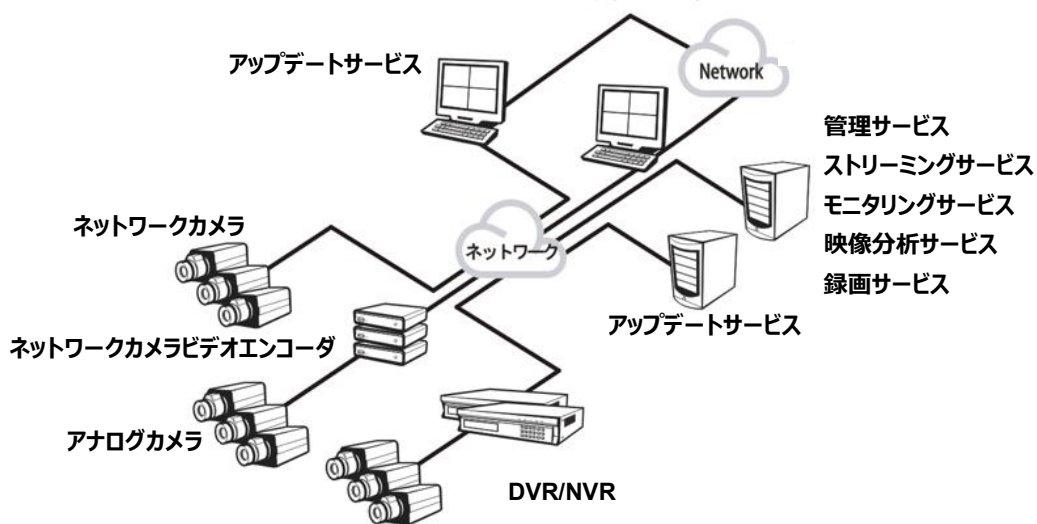 アップデートサービス
Network
管理サービス
ストリーミングサービス
モニタリングサービス
映像分析サービス
録画サービス
ネットワークカメラ
ネットワーク
アップデートサービス
ネットワークカメラビデオエンコーダ
アナログカメラ
DVR/NVR